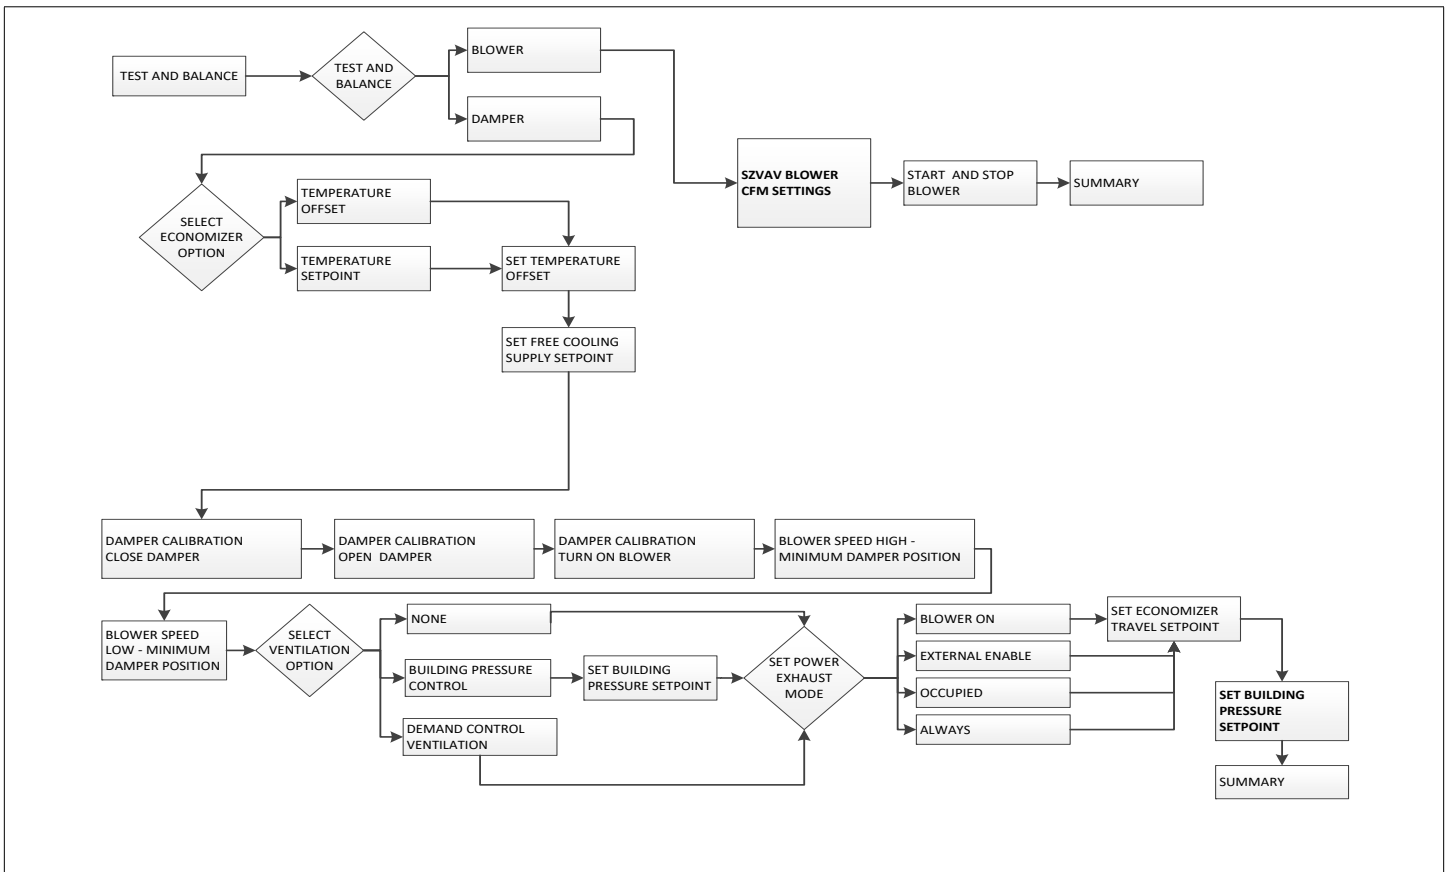 TEST AND BALANCE
TEST AND
BALANCE
BLOWER
DAMPER
SZVAV BLOWER
CFM SETTINGS
START  AND STOP
BLOWER
SUMMARY
SELECT
ECONOMIZER
OPTION
TEMPERATURE
OFFSET
TEMPERATURE
SETPOINT
SET TEMPERATURE
OFFSET
SET FREE COOLING
SUPPLY SETPOINT
DAMPER CALIBRATION
CLOSE DAMPER
DAMPER CALIBRATION
OPEN  DAMPER
DAMPER CALIBRATION
TURN ON BLOWER
BLOWER SPEED HIGH -
MINIMUM DAMPER POSITION
BLOWER SPEED
LOW - MINIMUM
DAMPER POSITION
SELECT
VENTILATION
OPTION
NONE
BUILDING PRESSURE
CONTROL
SET BUILDING
PRESSURE SETPOINT
DEMAND CONTROL
VENTILATION
SET POWER
EXHAUST
MODE
BLOWER ON
EXTERNAL ENABLE
OCCUPIED
ALWAYS
SET ECONOMIZER
TRAVEL SETPOINT
SET BUILDING
PRESSURE
SETPOINT
SUMMARY